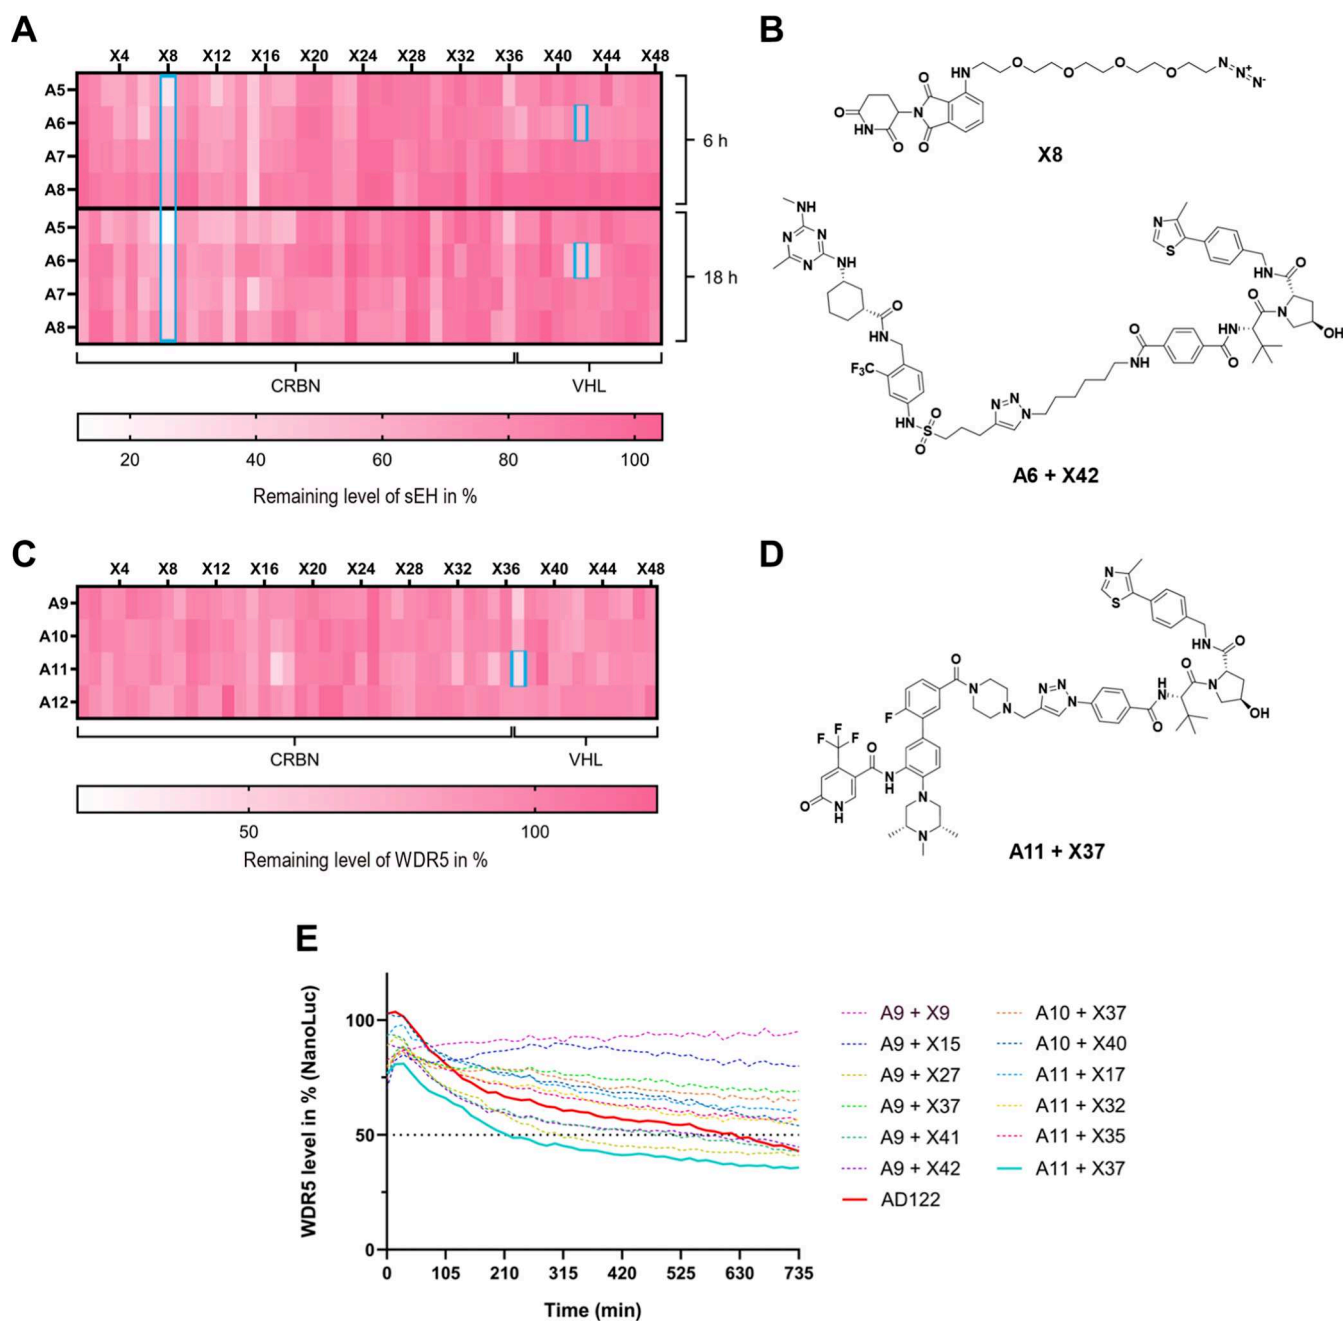 A
X4 X8 X12 X16 X20 X24 X28 X32 X36 X40 X44 X48
A5
A6
A7
A8
6 h
A5
A6
A7
A8
18 h
CRBN VHL
20 40 60 80 100
Remaining level of sEH in %
B
O O O O
HN N N+ N-
O O N O
O HN O
X8
NH
N N
N N NH
O
HN
F3C
HN S O O
N N N
O NH
O H N
O N
N S
HN O
OH
A6 + X42
C
X4 X8 X12 X16 X20 X24 X28 X32 X36 X40 X44 X48
A9
A10
A11
A12
CRBN VHL
50 100
Remaining level of WDR5 in %
D
N S
HN O
O N N N N
F N
H N O N
O OH
F F F
O N H
O N H
N
N
A11 + X37
E
WDR5 level in % (NanoLuc)
100
50
0
0 105 210 315 420 525 630 735
Time (min)
A9 + X9 A10 + X37
A9 + X15 A10 + X40
A9 + X27 A11 + X17
A9 + X37 A11 + X32
A9 + X41 A11 + X35
A9 + X42 A11 + X37
AD122